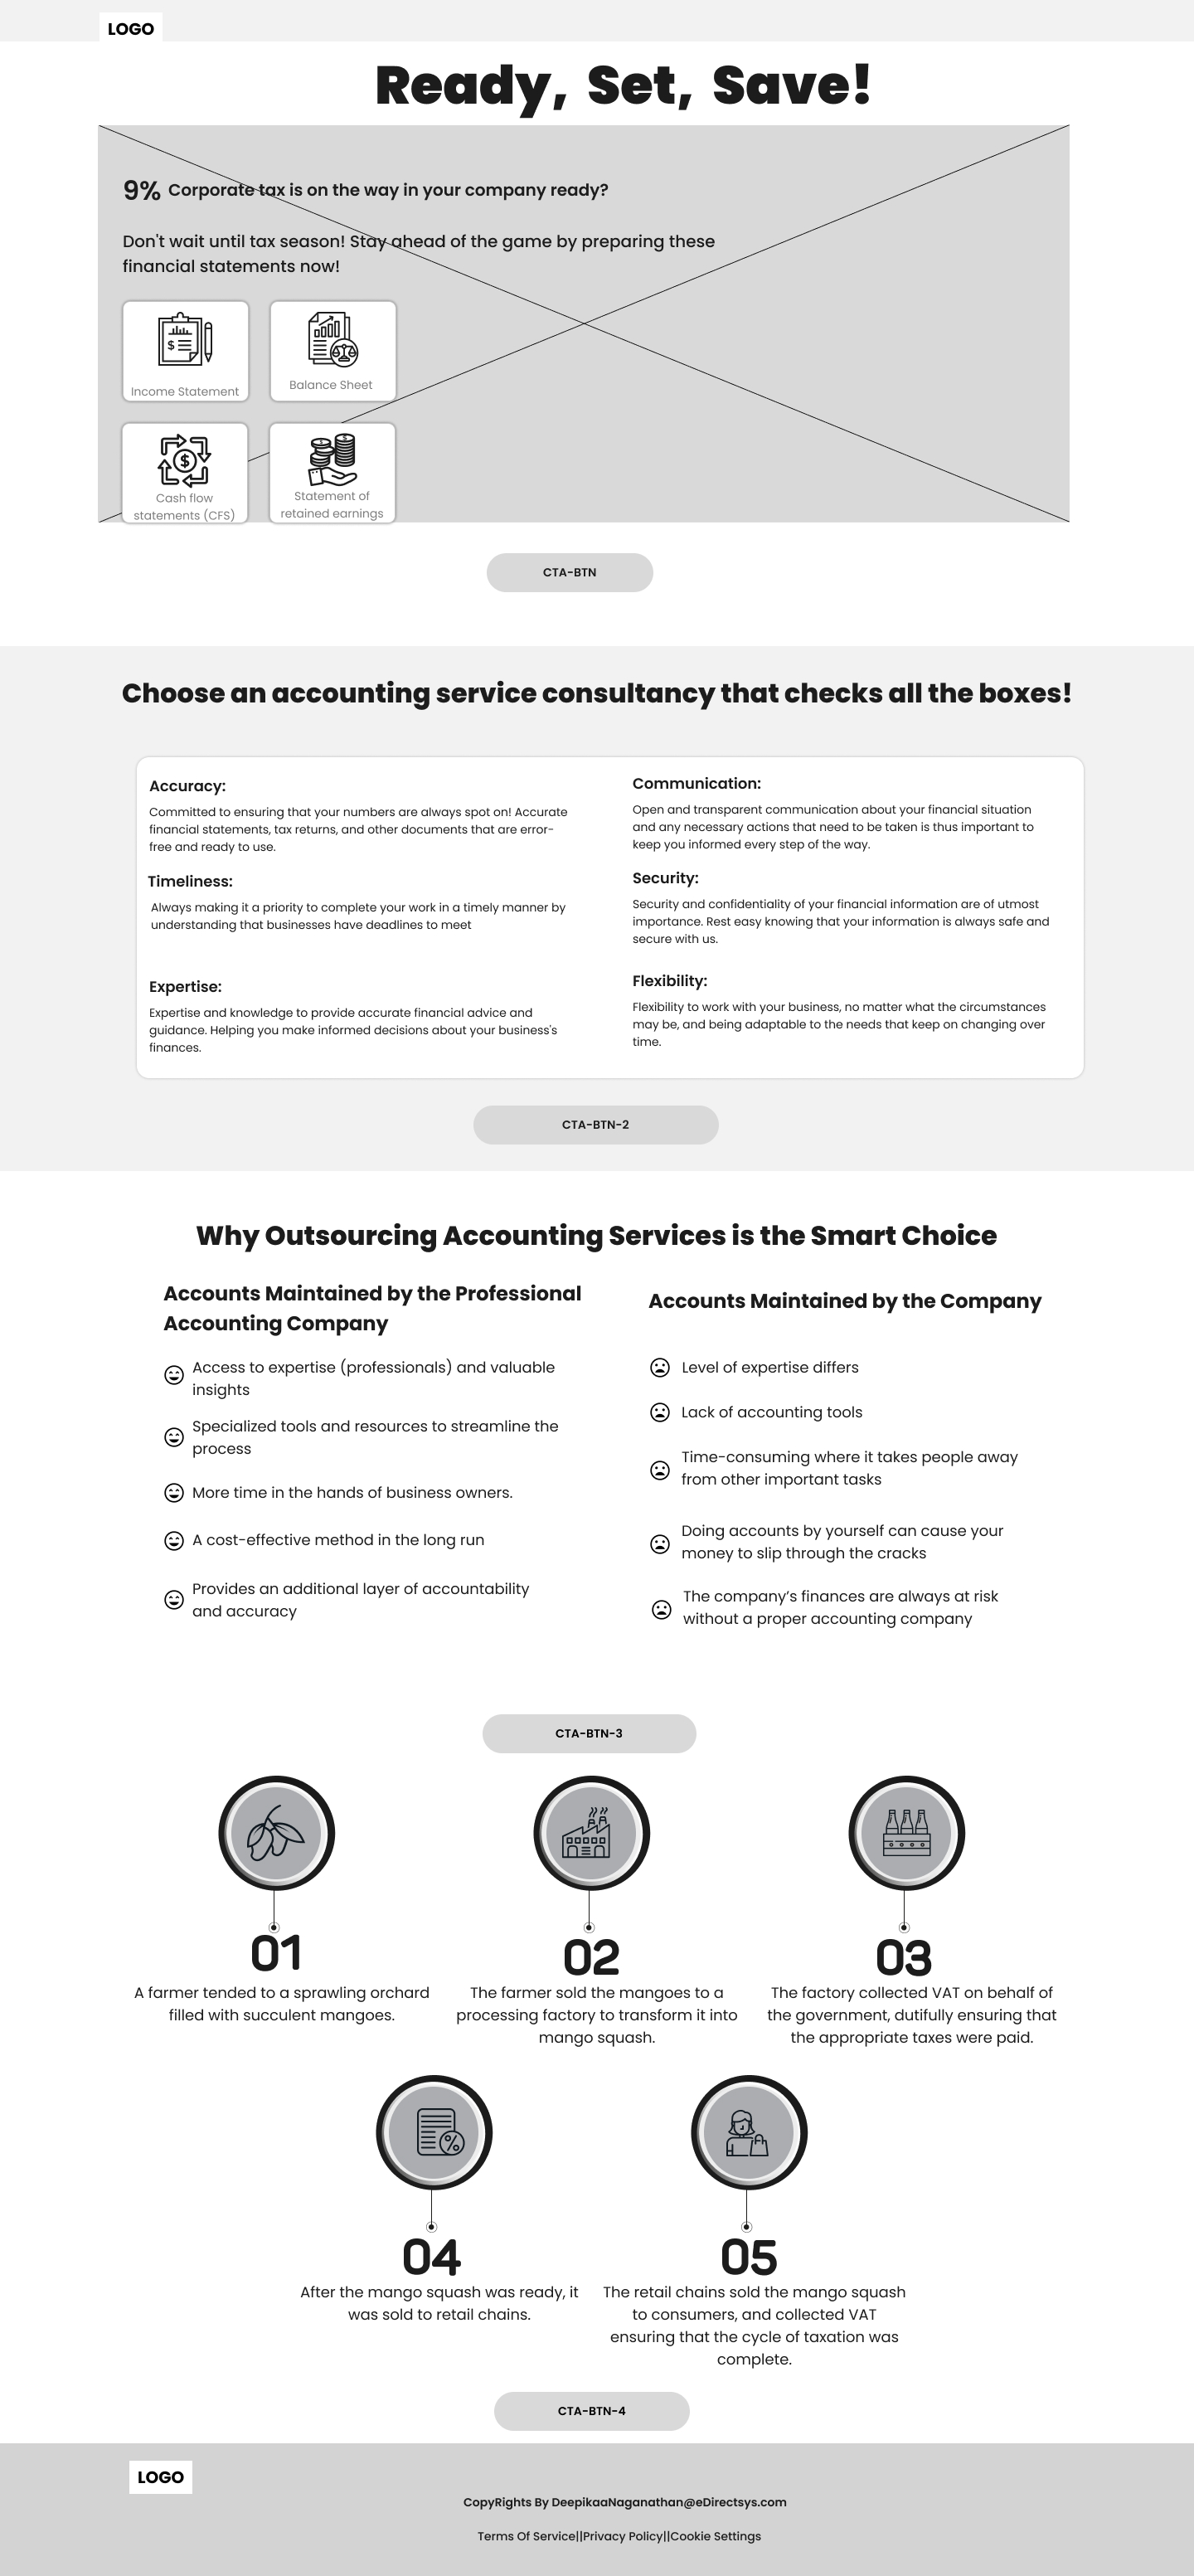 LOGO
Ready, Set, Save!
9% Corporate tax is on the way in your company ready?
Don't wait until tax season! Stay ahead of the game by preparing these
financial statements now!
Income Statement
Balance Sheet
Cash flow
statements (CFS)
Statement of
retained earnings
CTA-BTN
Choose an accounting service consultancy that checks all the boxes!
Accuracy:
Committed to ensuring that your numbers are always spot on! Accurate
financial statements, tax returns, and other documents that are error-
free and ready to use.
Timeliness:
Always making it a priority to complete your work in a timely manner by
understanding that businesses have deadlines to meet
Expertise:
Expertise and knowledge to provide accurate financial advice and
guidance. Helping you make informed decisions about your business's
finances.
Communication:
Open and transparent communication about your financial situation
and any necessary actions that need to be taken is thus important to
keep you informed every step of the way.
Security:
Security and confidentiality of your financial information are of utmost
importance. Rest easy knowing that your information is always safe and
secure with us.
Flexibility:
Flexibility to work with your business, no matter what the circumstances
may be, and being adaptable to the needs that keep on changing over
time.
CTA-BTN-2
Why Outsourcing Accounting Services is the Smart Choice
Accounts Maintained by the Professional
Accounting Company
Access to expertise (professionals) and valuable
insights
Specialized tools and resources to streamline the
process
More time in the hands of business owners.
A cost-effective method in the long run
Provides an additional layer of accountability
and accuracy
Accounts Maintained by the Company
Level of expertise differs
Lack of accounting tools
Time-consuming where it takes people away
from other important tasks
Doing accounts by yourself can cause your
money to slip through the cracks
The company’s finances are always at risk
without a proper accounting company
CTA-BTN-3
01
A farmer tended to a sprawling orchard
filled with succulent mangoes.
02
The farmer sold the mangoes to a
processing factory to transform it into
mango squash.
03
The factory collected VAT on behalf of
the government, dutifully ensuring that
the appropriate taxes were paid.
04
After the mango squash was ready, it
was sold to retail chains.
05
The retail chains sold the mango squash
to consumers, and collected VAT
ensuring that the cycle of taxation was
complete.
CTA-BTN-4
LOGO
CopyRights By DeepikaaNaganathan@eDirectsys.com
Terms Of Service||Privacy Policy||Cookie Settings